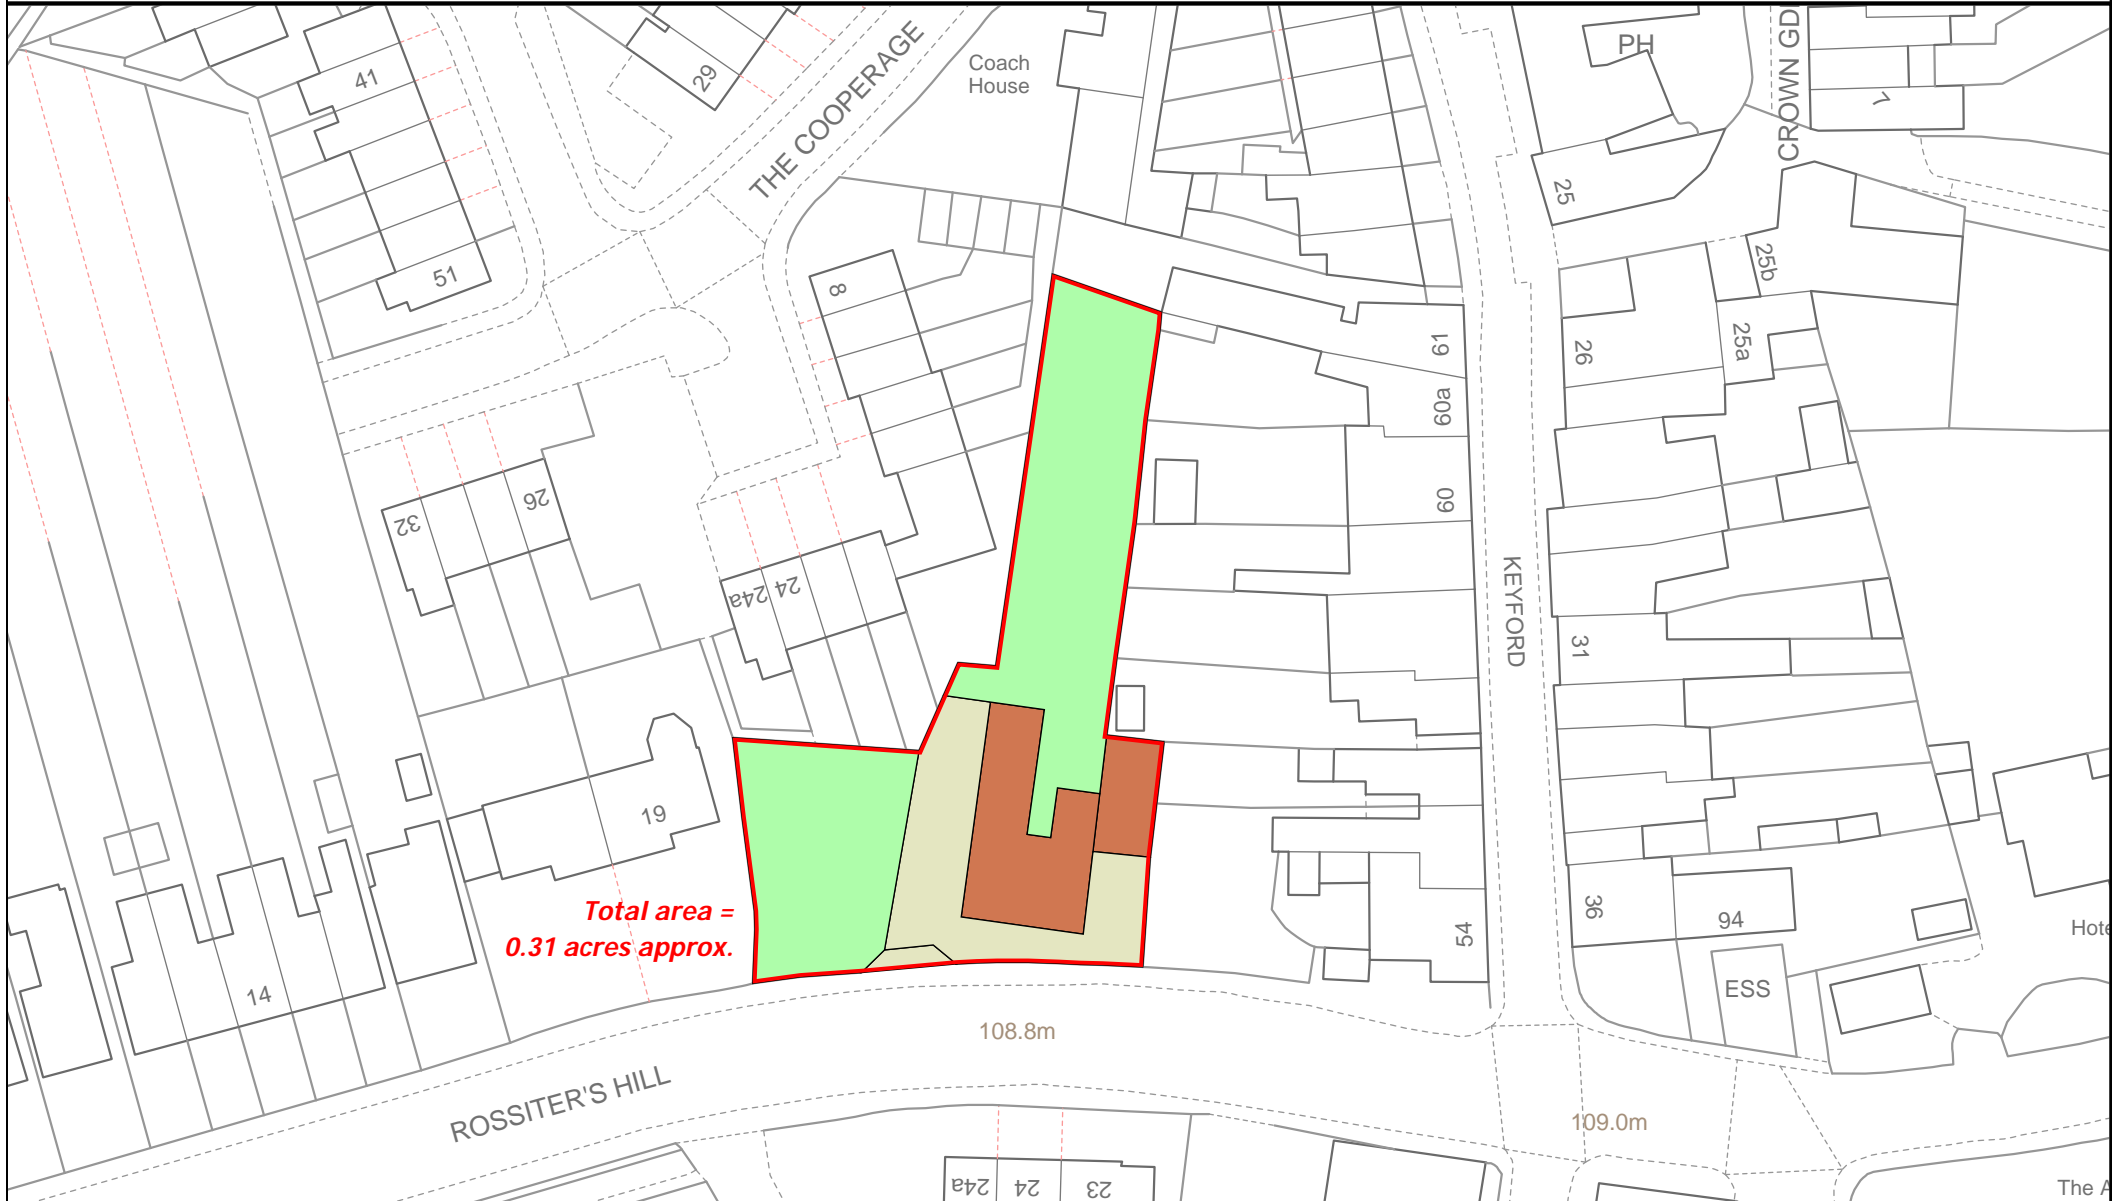 41
29
THE COOPERAGE
Coach
House
PH
CROWN GD
7
25
51
8
25b
25a
61
26
60a
32
26
60
24a
24
KEYFORD
31
19
Total area =
0.31 acres approx.
36
94
54
14
ESS
Hote
108.8m
ROSSITER'S HILL
109.0m
24a
24
23
The A